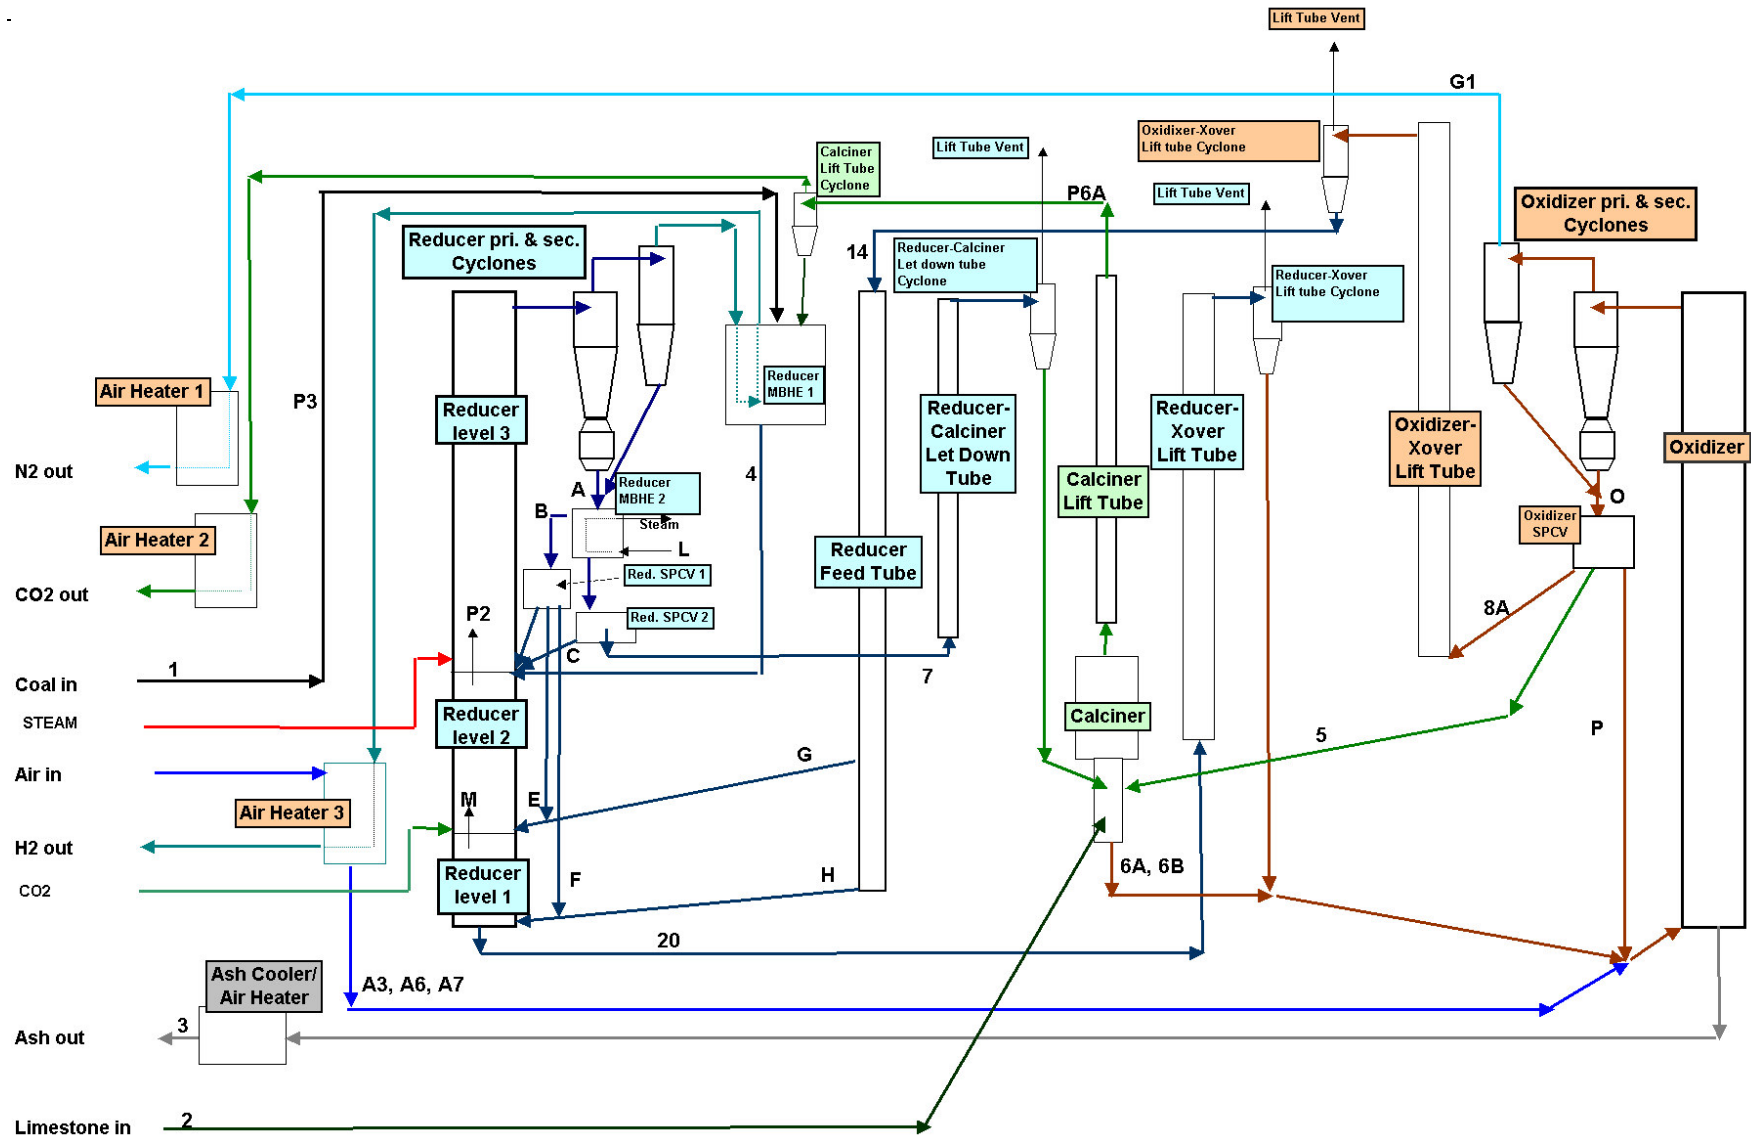 -
Lift Tube Vent
G1
Oxidixer-Xover
Lift tube Cyclone
Lift Tube Vent
Calciner
Lift Tube
Cyclone
P6A
Lift Tube Vent
Oxidizer pri. & sec.
Cyclones
Reducer pri. & sec.
Cyclones
14
Reducer-Calciner
Let down tube
Cyclone
Reducer-Xover
Lift tube Cyclone
Air Heater 1
P3
Reducer
MBHE 1
Reducer
level 3
Reducer-
Calciner
Let Down
Tube
Reducer-
Xover
Lift Tube
Oxidizer-
Xover
Lift Tube
Oxidizer
N2 out
4
Calciner
Lift Tube
A
Reducer
MBHE 2
B
Steam
L
O
Oxidizer
SPCV
Air Heater 2
Reducer
Feed Tube
Red. SPCV 1
CO2 out
P2
Red. SPCV 2
8A
C
7
1
Coal in
STEAM
Reducer
level 2
Calciner
5
P
G
Air in
M
E
Air Heater 3
H2 out
CO2
Reducer
level 1
F
H
6A, 6B
20
Ash Cooler/
Air Heater
A3, A6, A7
3
Ash out
2
Limestone in